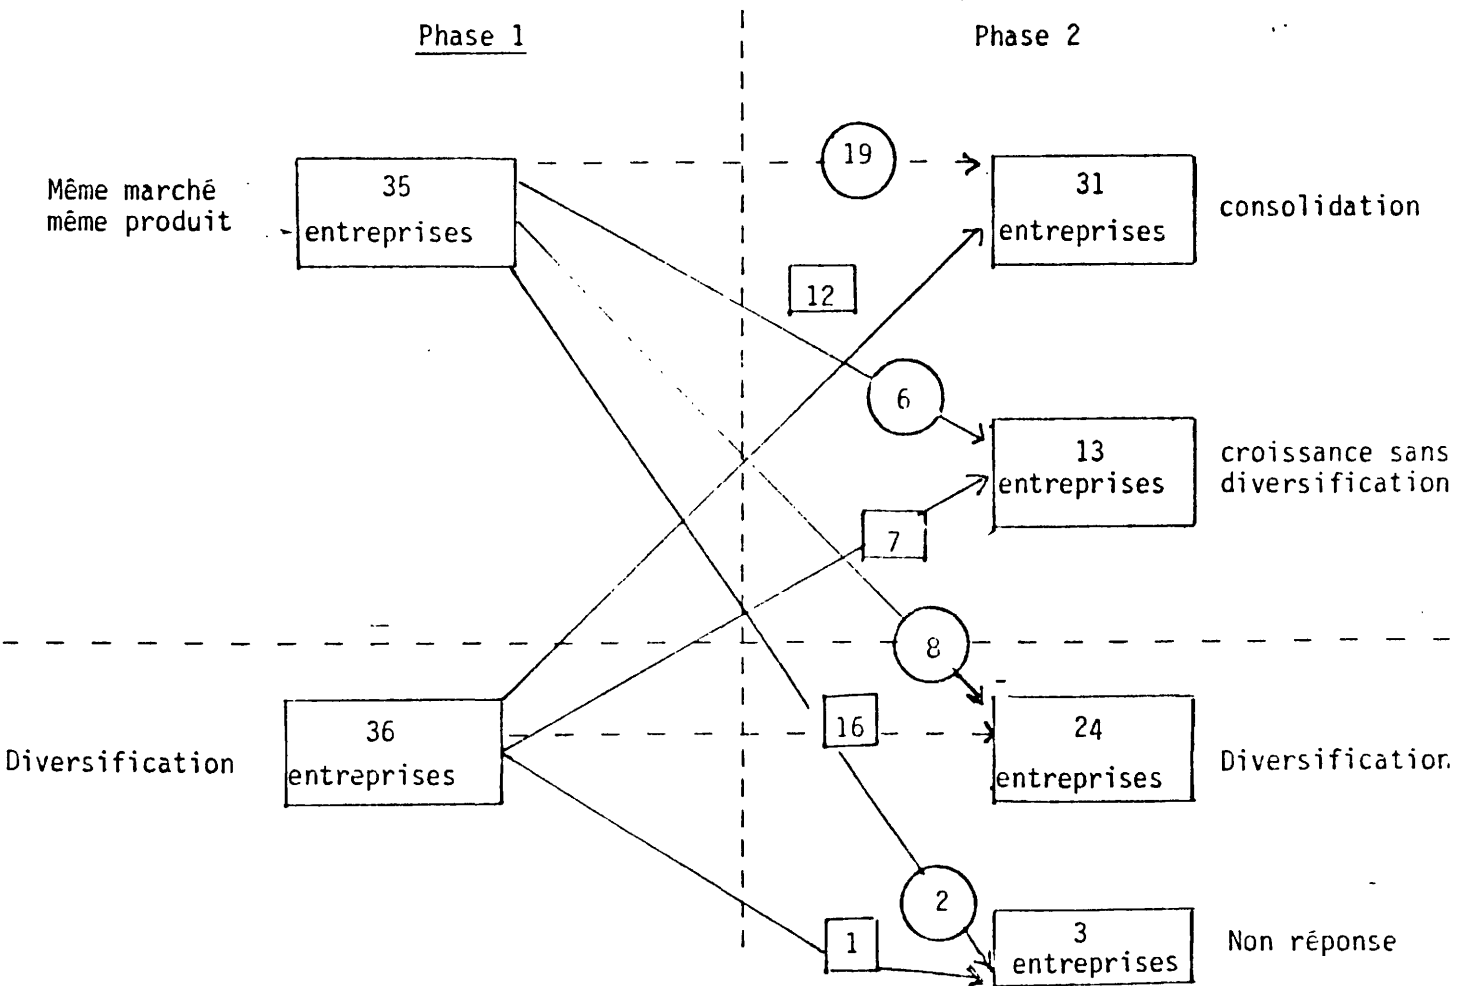 Phase 1
Phase 2
19
Même marché
même produit
35
entreprises
31
entreprises
consolidation
12
6
13
entreprises
croissance sans
diversification
7
8
Diversification
36
entreprises
16
24
entreprises
Diversification
2
1
3
entreprises
Non réponse